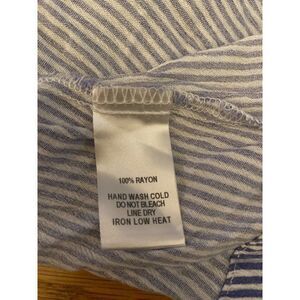 100% RAYON
HAND WASH COLD
DO NOT BLEACH
LINE DRY
IRON LOW HEAT